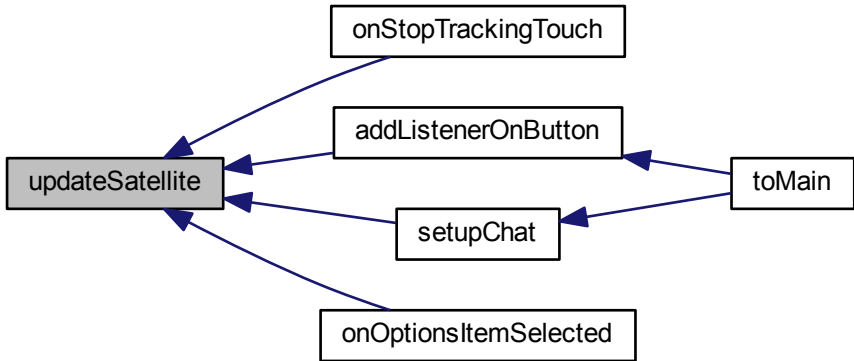 onStopTrackingTouch
addListenerOnButton
updateSatellite
toMain
setupChat
onOptionsItemSelected